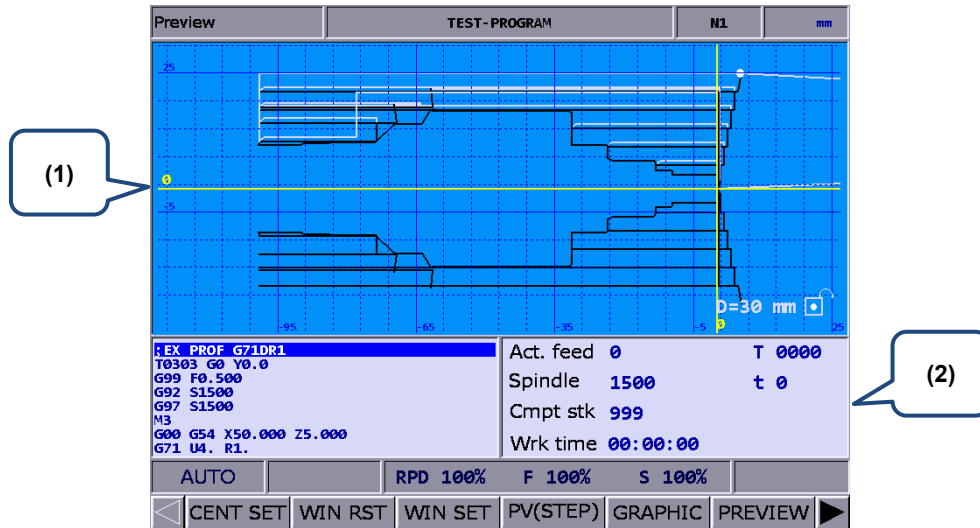 Preview TEST-PROGRAM N1 mm
25
(1)
0
-5
D=30 mm
-95 -65 -35 -5 0 25
;EX PROF G71DR1
T0303 G0 Y0.0
G99 F0.500
G92 S1500
G97 S1500
M3
G00 G54 X50.000 Z5.000
G71 U4. R1.
Act. feed 0 T 0000
Spindle 1500 t 0
Cmpt stk 999
Wrk time 00:00:00
(2)
AUTO RPD 100% F 100% S 100%
CENT SET WIN RST WIN SET PV(STEP) GRAPHIC PREVIEW